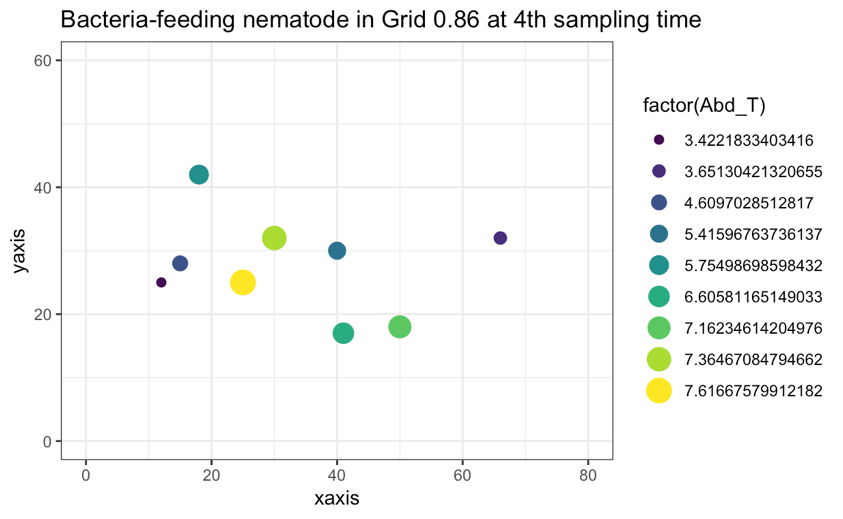 Bacteria-feeding nematode in Grid 0.86 at 4th sampling time
60
40
20
0
yaxis
0 20 40 60 80
xaxis
factor(Abd_T)
3.4221833403416
3.65130421320655
4.6097028512817
5.41596763736137
5.75498698598432
6.60581165149033
7.16234614204976
7.36467084794662
7.61667579912182